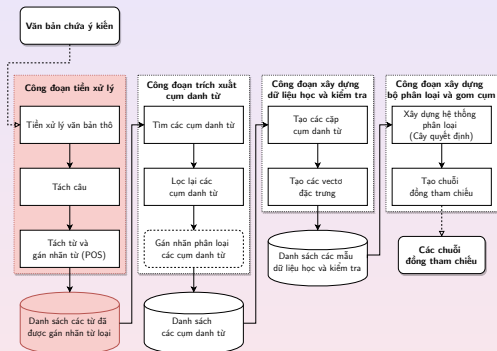 Văn bản chứa ý kiến
Công đoạn tiền xử lý
Tiền xử lý văn bản thô
Tách câu
Tách từ và
gán nhãn từ (POS)
Danh sách các từ đã
được gán nhãn từ loại
Công đoạn trích xuất
cụm danh từ
Tìm các cụm danh từ
Lọc lại các
cụm danh từ
Gán nhãn phân loại
các cụm danh từ
Danh sách
các cụm danh từ
Công đoạn xây dựng
dữ liệu học và kiểm tra
Tạo các cặp
cụm danh từ
Tạo các vectơ
đặc trưng
Danh sách các mẫu
dữ liệu học và kiểm tra
Công đoạn xây dựng
bộ phân loại và gom cụm
Xây dựng hệ thống
phân loại
(Cây quyết định)
Tạo chuỗi
đồng tham chiếu
Các chuỗi
đồng tham chiếu